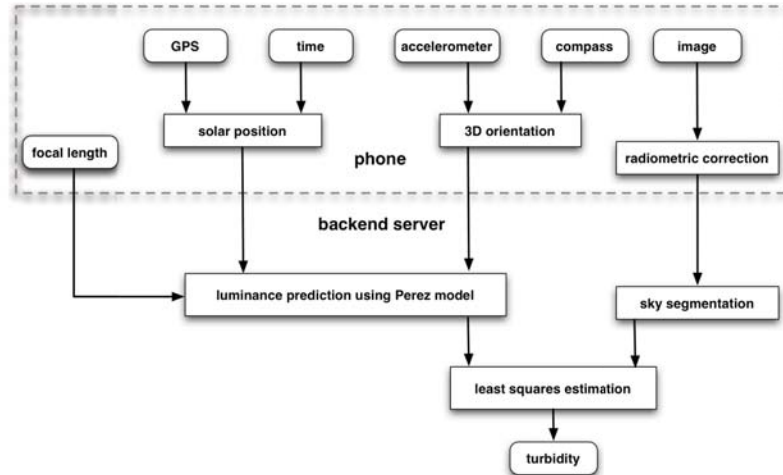 GPS
time
accelerometer
compass
image
solar position
3D orientation
focal length
phone
radiometric correction
backend server
luminance prediction using Perez model
sky segmentation
least squares estimation
turbidity